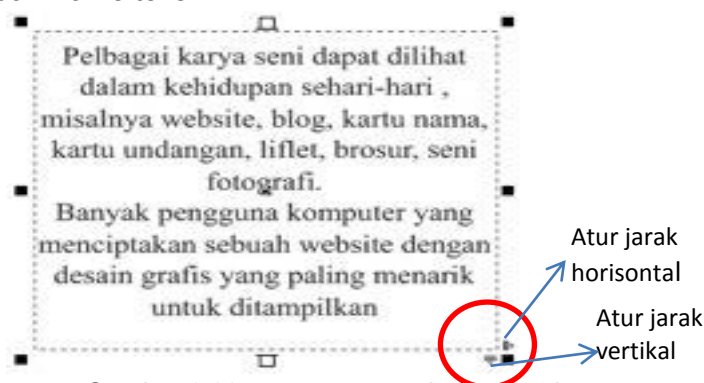 Pelbagai karya seni dapat dilihat
dalam kehidupan sehari-hari ,
misalnya website, blog, kartu nama,
kartu undangan, liflet, brosur, seni
fotografi.
Banyak pengguna komputer yang
menciptakan sebuah website dengan
desain grafis yang paling menarik
untuk ditampilkan
Atur jarak
horisontal
Atur jarak
vertikal